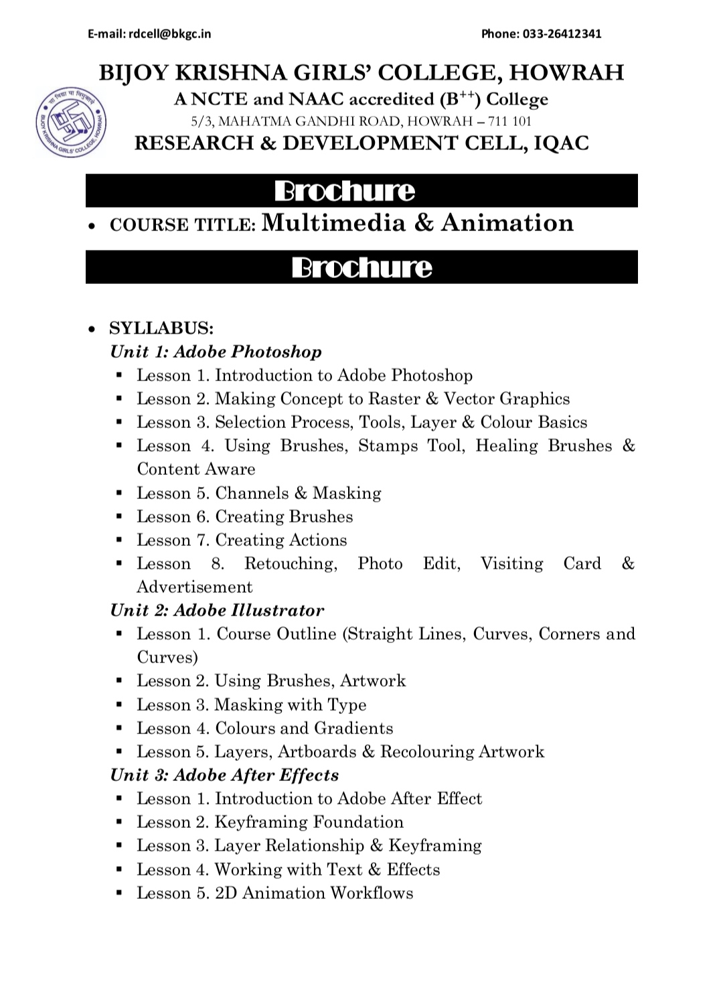 E-mail: rdcell@bkgc.in Phone: 033-26412341
BIJOY KRISHNA GIRLS’ COLLEGE, HOWRAH
A NCTE and NAAC accredited (B++) College
5/3, MAHATMA GANDHI ROAD, HOWRAH – 711 101
RESEARCH & DEVELOPMENT CELL, IQAC
सा विद्या या विमुक्तये
BIJOY KRISHNA GIRLS' COLLEGE, HOWRAH
Brochure
• COURSE TITLE: Multimedia & Animation
Brochure
• SYLLABUS:
Unit 1: Adobe Photoshop
▪ Lesson 1. Introduction to Adobe Photoshop
▪ Lesson 2. Making Concept to Raster & Vector Graphics
▪ Lesson 3. Selection Process, Tools, Layer & Colour Basics
▪ Lesson 4. Using Brushes, Stamps Tool, Healing Brushes &
Content Aware
▪ Lesson 5. Channels & Masking
▪ Lesson 6. Creating Brushes
▪ Lesson 7. Creating Actions
▪ Lesson 8. Retouching, Photo Edit, Visiting Card &
Advertisement
Unit 2: Adobe Illustrator
▪ Lesson 1. Course Outline (Straight Lines, Curves, Corners and
Curves)
▪ Lesson 2. Using Brushes, Artwork
▪ Lesson 3. Masking with Type
▪ Lesson 4. Colours and Gradients
▪ Lesson 5. Layers, Artboards & Recolouring Artwork
Unit 3: Adobe After Effects
▪ Lesson 1. Introduction to Adobe After Effect
▪ Lesson 2. Keyframing Foundation
▪ Lesson 3. Layer Relationship & Keyframing
▪ Lesson 4. Working with Text & Effects
▪ Lesson 5. 2D Animation Workflows